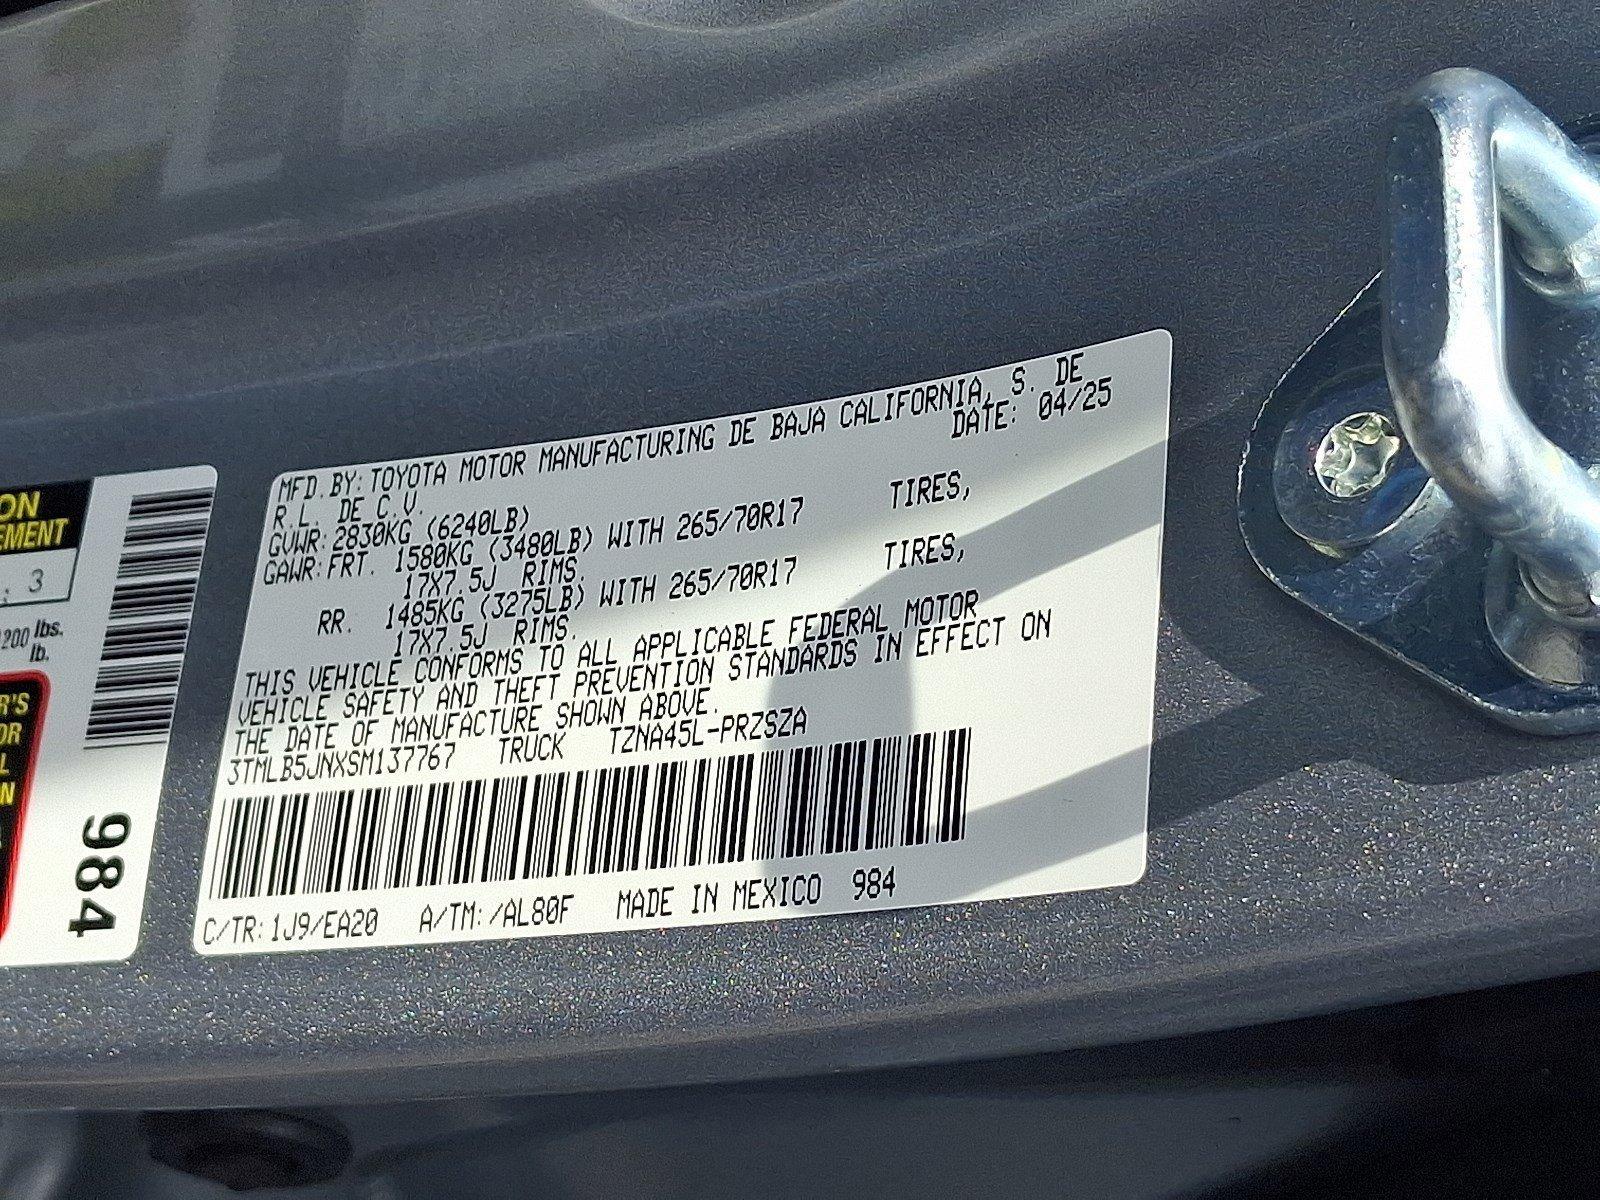 ON
EMENT
: 3
200 lbs.
lb.
R'S
OR
L
N
984
MFD. BY: TOYOTA MOTOR MANUFACTURING DE BAJA CALIFORNIA, S. DE
R.L. DE C.V. DATE: 04/25
GVWR: 2830KG (6240LB)
GAWR: FRT. 1580KG (3480LB) WITH 265/70R17 TIRES,
17X7.5J RIMS.
RR. 1485KG (3275LB) WITH 265/70R17 TIRES,
17X7.5J RIMS.
THIS VEHICLE CONFORMS TO ALL APPLICABLE FEDERAL MOTOR
VEHICLE SAFETY AND THEFT PREVENTION STANDARDS IN EFFECT ON
THE DATE OF MANUFACTURE SHOWN ABOVE.
3TMLB5JNXSM137767 TRUCK TZNA45L-PRZSZA
C/TR: 1J9/EA20 A/TM: /AL80F MADE IN MEXICO 984